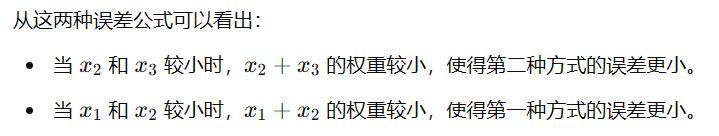 从这两种误差公式可以看出：
• 当 x₂ 和 x₃ 较小时，x₂ + x₃ 的权重较小，使得第二种方式的误差更小。
• 当 x₁ 和 x₂ 较小时，x₁ + x₂ 的权重较小，使得第一种方式的误差更小。